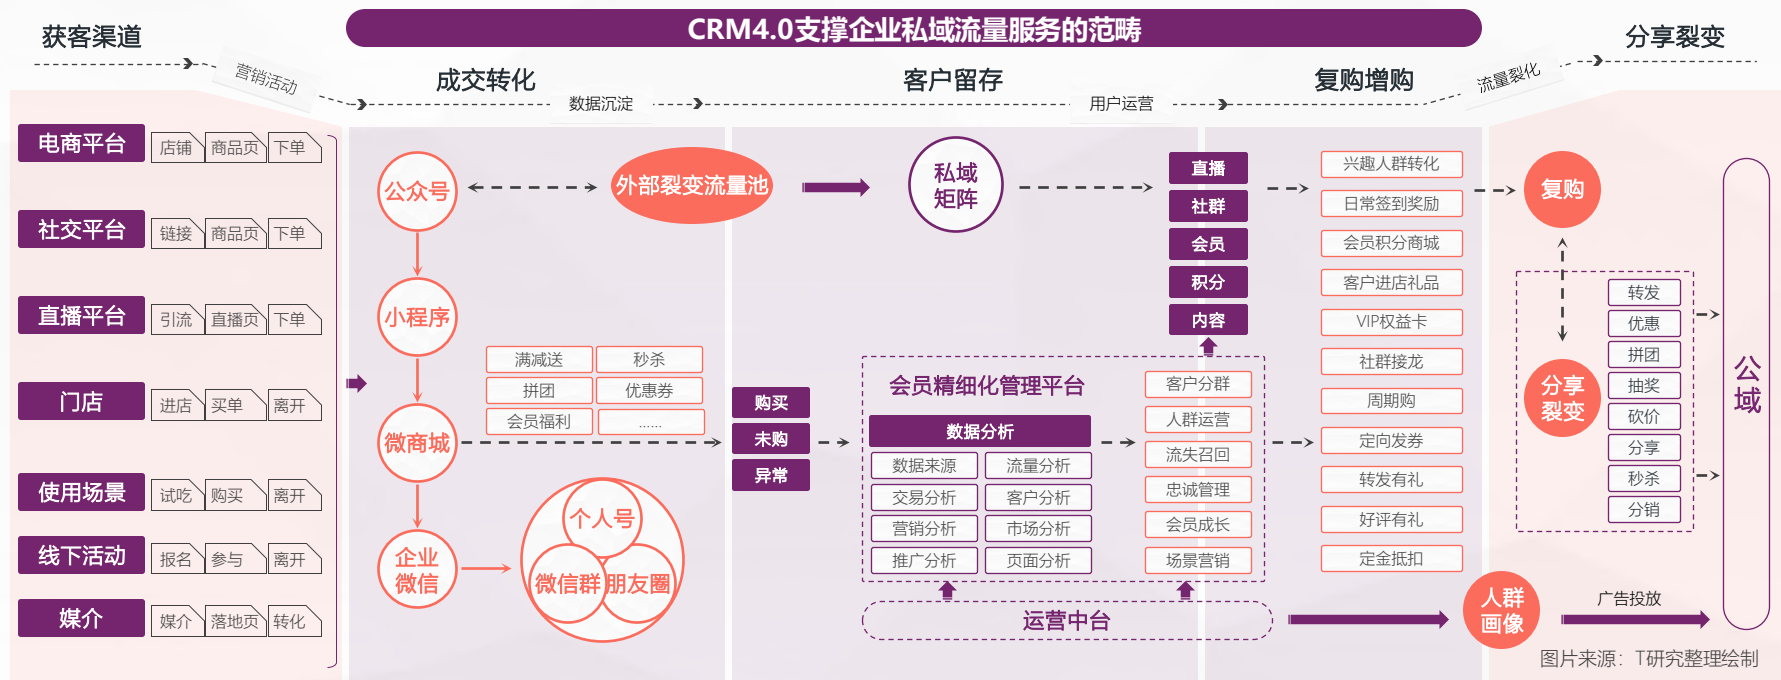 CRM4.0支撑企业私域流量服务的范畴
获客渠道
营销活动
成交转化
数据沉淀
客户留存
用户运营
复购增购
流量裂化
分享裂变
电商平台
店铺
商品页
下单
社交平台
链接
商品页
下单
直播平台
引流
直播页
下单
门店
进店
买单
离开
使用场景
试吃
购买
离开
线下活动
报名
参与
离开
媒介
媒介
落地页
转化
公众号
小程序
微商城
企业
微信
外部裂变流量池
满减送
秒杀
拼团
优惠券
会员福利
......
个人号
微信群
朋友圈
购买
未购
异常
私域
矩阵
直播
社群
会员
积分
内容
会员精细化管理平台
数据分析
数据来源
流量分析
交易分析
客户分析
营销分析
市场分析
推广分析
页面分析
客户分群
人群运营
流失召回
忠诚管理
会员成长
场景营销
运营中台
兴趣人群转化
日常签到奖励
会员积分商城
客户进店礼品
VIP权益卡
社群接龙
周期购
定向发券
转发有礼
好评有礼
定金抵扣
复购
分享
裂变
转发
优惠
拼团
抽奖
砍价
分享
秒杀
分销
公域
人群
画像
广告投放
图片来源：T研究整理绘制